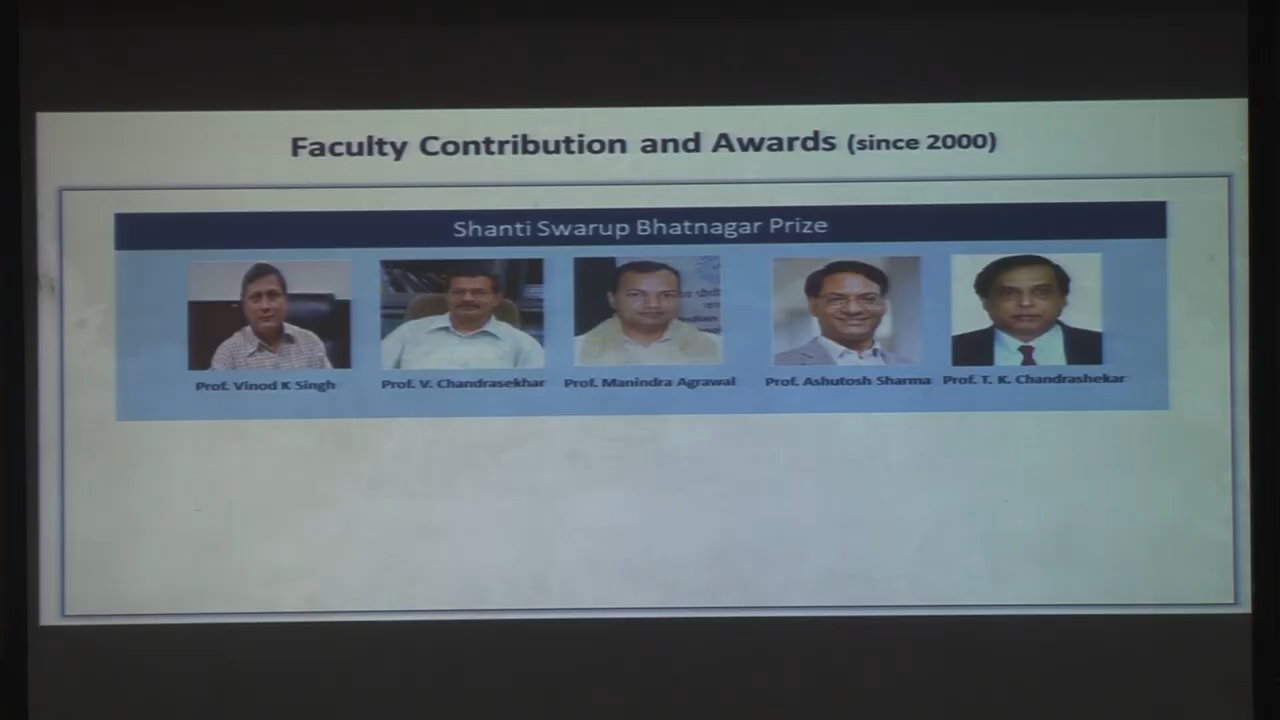 Faculty Contribution and Awards (since 2000)
Shanti Swarup Bhatnagar Prize
Prof. Vinod K Singh
Prof. V. Chandrasekhar
Prof. Manindra Agrawal
Prof. Ashutosh Sharma
Prof. T. K. Chandrashekar